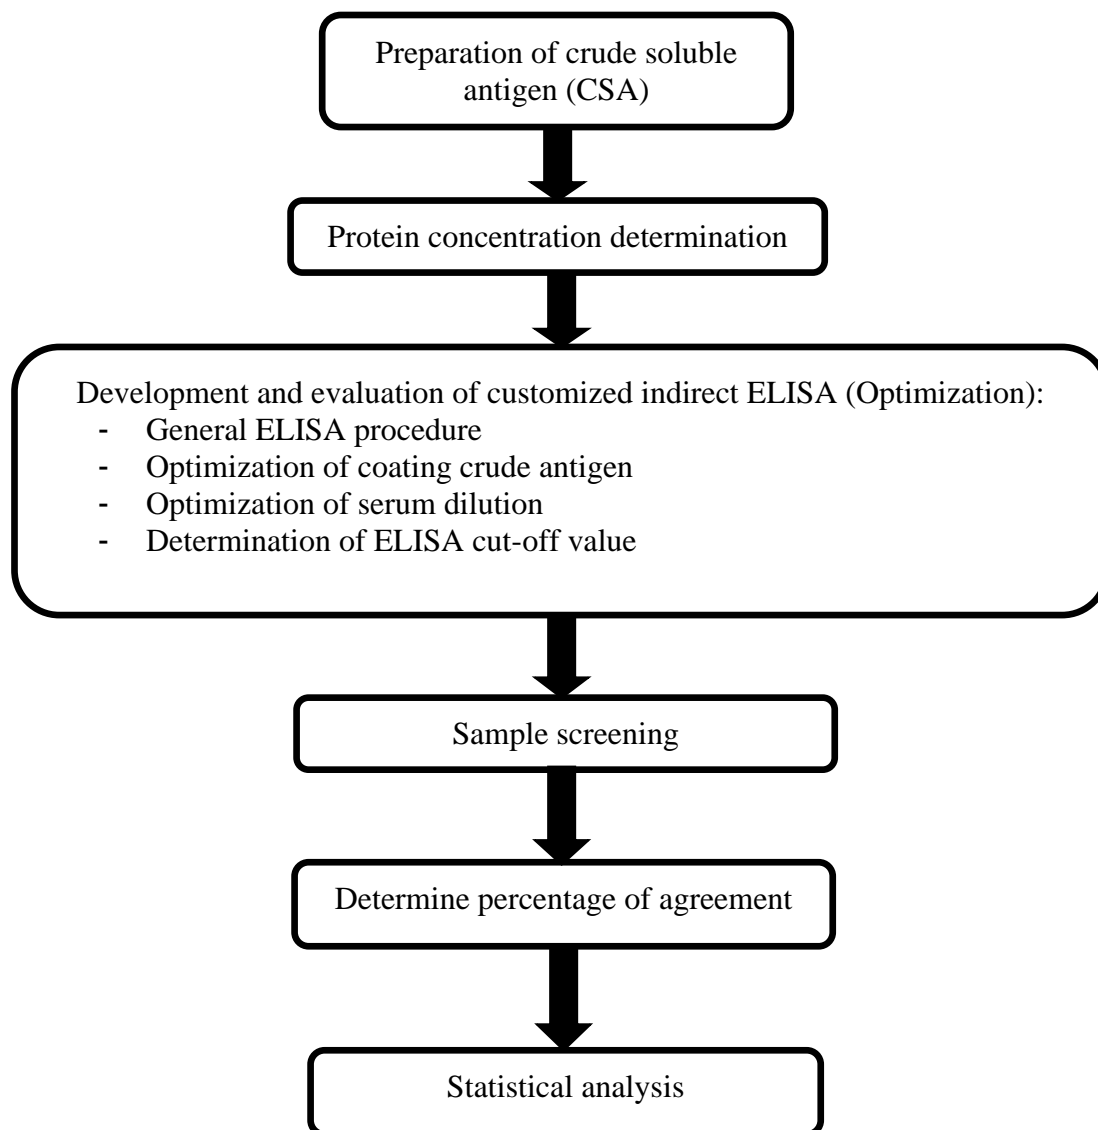 Preparation of crude soluble
antigen (CSA)
Protein concentration determination
Development and evaluation of customized indirect ELISA (Optimization):
- General ELISA procedure
- Optimization of coating crude antigen
- Optimization of serum dilution
- Determination of ELISA cut-off value
Sample screening
Determine percentage of agreement
Statistical analysis